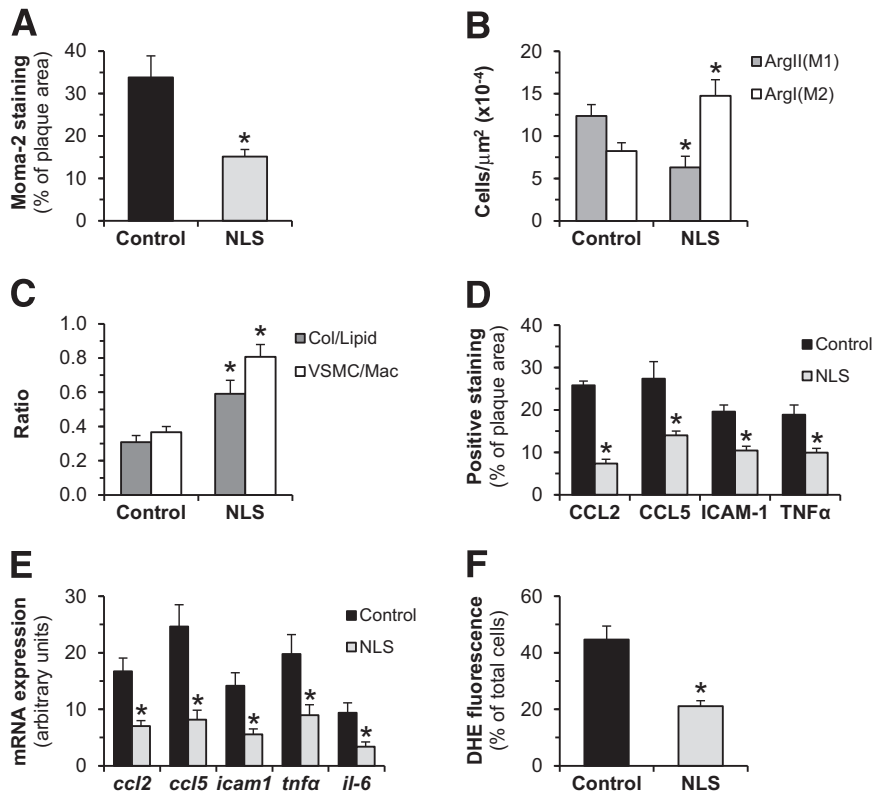 A
Moma-2 staining
(% of plaque area)
40
30
20
10
0
*
Control NLS
B
Cells/μm² (x10⁻⁴)
20
15
10
5
0
* *
ArgII(M1)
ArgI(M2)
Control NLS
C
Ratio
1.0
0.8
0.6
0.4
0.2
0.0
* *
Col/Lipid
VSMC/Mac
Control NLS
D
Positive staining
(% of plaque area)
40
30
20
10
0
* * * *
Control
NLS
CCL2 CCL5 ICAM-1 TNFα
E
mRNA expression
(arbitrary units)
30
20
10
0
* * * * *
Control
NLS
ccl2 ccl5 icam1 tnfα il-6
F
DHE fluorescence
(% of total cells)
60
40
20
0
*
Control NLS